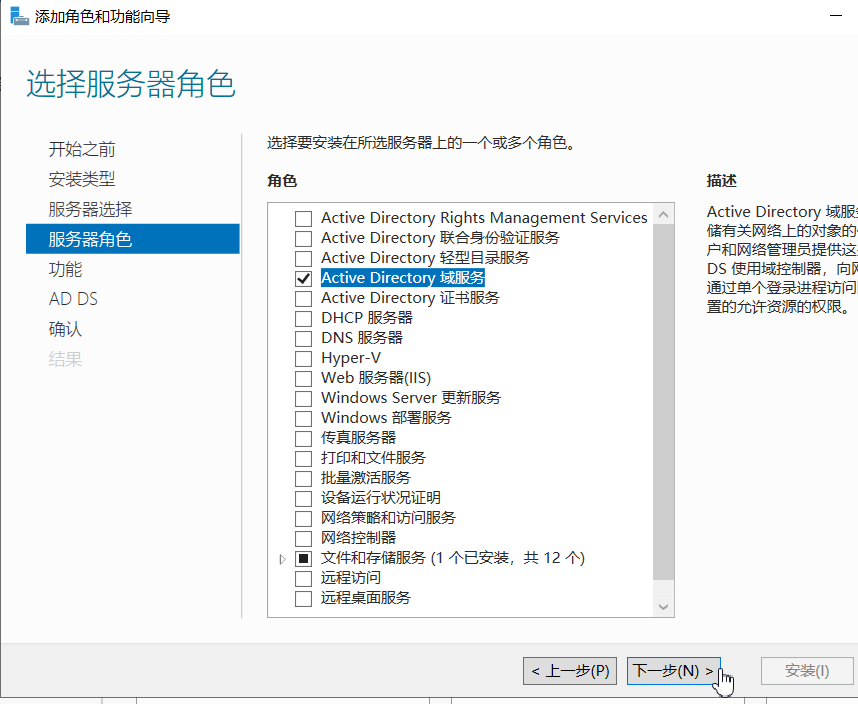 添加角色和功能向导
选择服务器角色
开始之前
安装类型
服务器选择
服务器角色
功能
AD DS
确认
结果
选择要安装在所选服务器上的一个或多个角色。
角色
Active Directory Rights Management Services
Active Directory 联合身份验证服务
Active Directory 轻型目录服务
Active Directory 域服务
Active Directory 证书服务
DHCP 服务器
DNS 服务器
Hyper-V
Web 服务器(IIS)
Windows Server 更新服务
Windows 部署服务
传真服务器
打印和文件服务
批量激活服务
设备运行状况证明
网络策略和访问服务
网络控制器
文件和存储服务 (1 个已安装，共 12 个)
远程访问
远程桌面服务
描述
Active Directory 域服
储有关网络上的对象的
户和网络管理员提供这
DS 使用域控制器，向网
通过单个登录进程访问
置的允许资源的权限。
< 上一步(P)
下一步(N) >
安装(I)